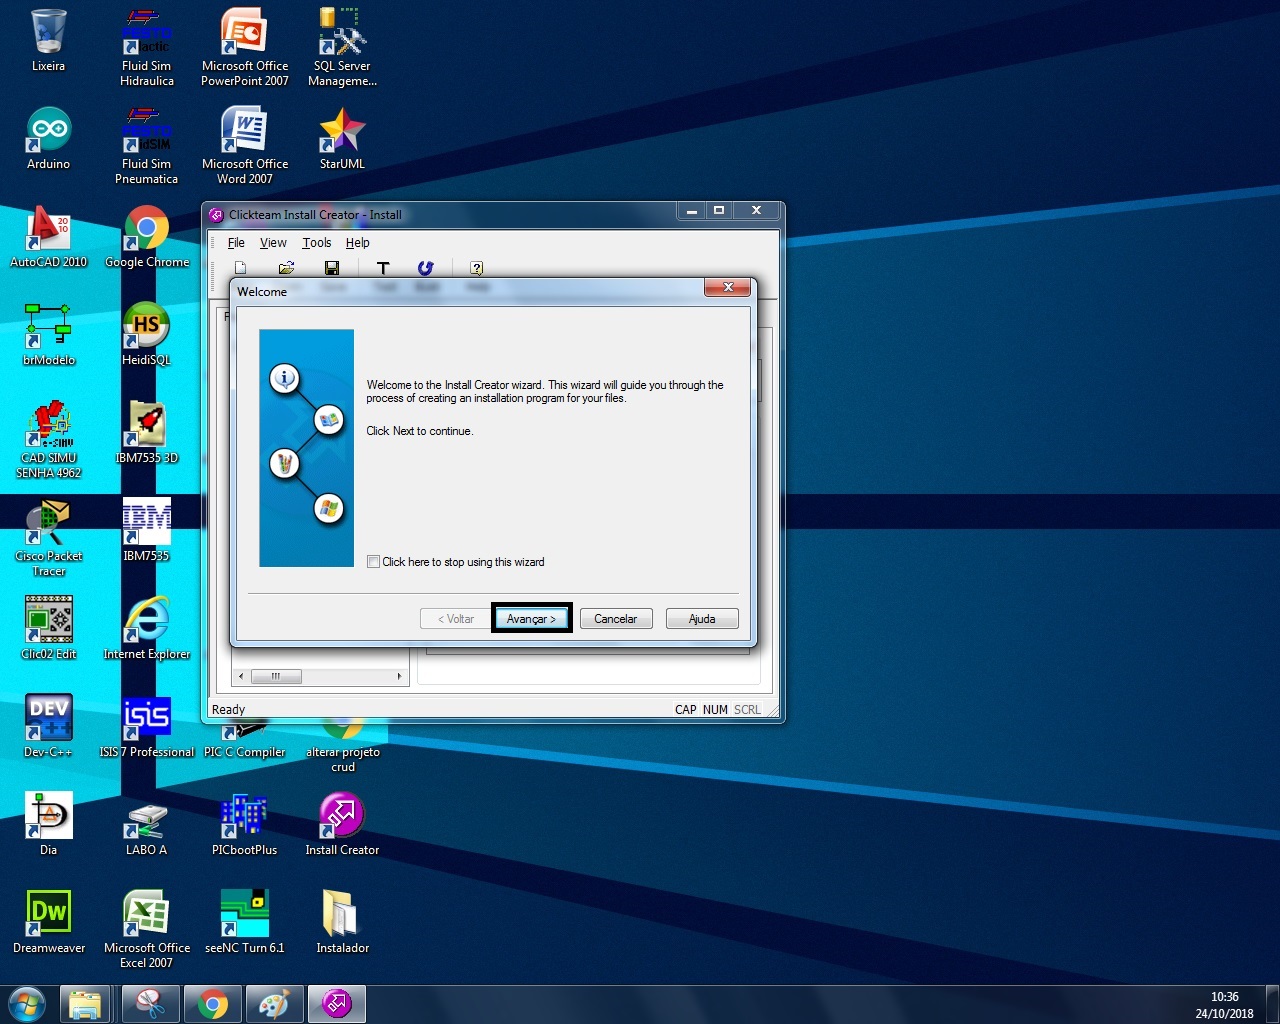 Lixeira
Fluid Sim
Hidraulica
Microsoft Office
PowerPoint 2007
SQL Server
Manageme...
Arduino
Fluid Sim
Pneumatica
Microsoft Office
Word 2007
StarUML
AutoCAD 2010
Google Chrome
brModelo
HeidiSQL
CAD SIMU
SENHA 4962
IBM7535 3D
Cisco Packet
Tracer
IBM7535
Clic02 Edit
Internet Explorer
Dev-C++
ISIS 7 Professional
PIC C Compiler
alterar projeto
crud
Dia
LABO A
PICbootPlus
Install Creator
Dreamweaver
Microsoft Office
Excel 2007
seeNC Turn 6.1
Instalador
Clickteam Install Creator - Install
File View Tools Help
Welcome
Welcome to the Install Creator wizard. This wizard will guide you through the
process of creating an installation program for your files.
Click Next to continue.
Click here to stop using this wizard
< Voltar Avançar > Cancelar Ajuda
Ready CAP NUM SCRL
10:36
24/10/2018